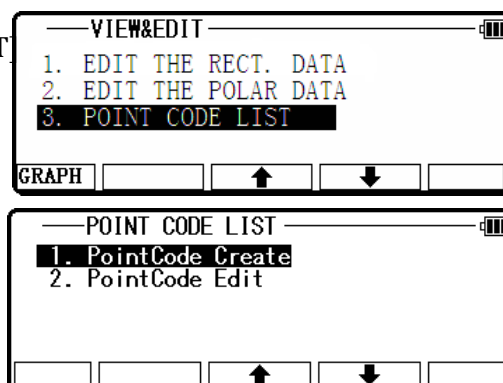 VIEW&EDIT
1. EDIT THE RECT. DATA
2. EDIT THE POLAR DATA
3. POINT CODE LIST
GRAPH
POINT CODE LIST
1. PointCode Create
2. PointCode Edit